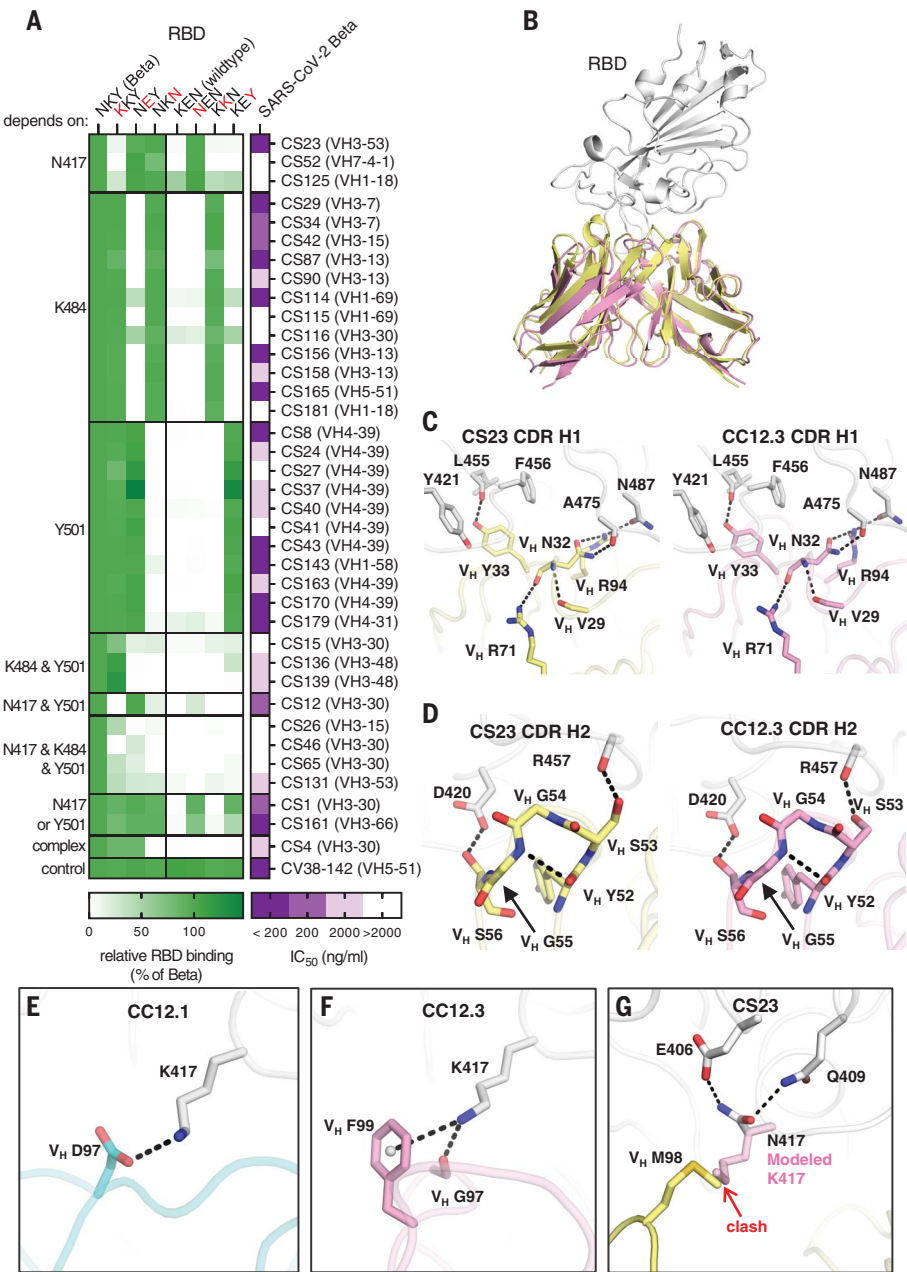 A
RBD
NKY (Beta)
KKY
NEY
NKN
KEN (wildtype)
NEN
KKN
KEY
SARS-CoV-2 Beta
depends on:
N417
CS23 (VH3-53)
CS52 (VH7-4-1)
CS125 (VH1-18)
K484
CS29 (VH3-7)
CS34 (VH3-7)
CS42 (VH3-15)
CS87 (VH3-13)
CS90 (VH3-13)
CS114 (VH1-69)
CS115 (VH1-69)
CS116 (VH3-30)
CS156 (VH3-13)
CS158 (VH3-13)
CS165 (VH5-51)
CS181 (VH1-18)
Y501
CS8 (VH4-39)
CS24 (VH4-39)
CS27 (VH4-39)
CS37 (VH4-39)
CS40 (VH4-39)
CS41 (VH4-39)
CS43 (VH4-39)
CS143 (VH1-58)
CS163 (VH4-39)
CS170 (VH4-39)
CS179 (VH4-31)
K484 & Y501
CS15 (VH3-30)
CS136 (VH3-48)
CS139 (VH3-48)
N417 & Y501
CS12 (VH3-30)
N417 & K484
& Y501
CS26 (VH3-15)
CS46 (VH3-30)
CS65 (VH3-30)
CS131 (VH3-53)
N417
or Y501
CS1 (VH3-30)
CS161 (VH3-66)
complex
CS4 (VH3-30)
control
CV38-142 (VH5-51)
0 50 100
relative RBD binding
(% of Beta)
< 200 200 2000 >2000
IC50 (ng/ml)
B
RBD
C
CS23 CDR H1
Y421
L455
F456
A475
N487
VH N32
VH Y33
VH R94
VH V29
VH R71
CC12.3 CDR H1
Y421
L455
F456
A475
N487
VH N32
VH Y33
VH R94
VH V29
VH R71
D
CS23 CDR H2
R457
D420
VH G54
VH S53
VH Y52
VH S56
VH G55
CC12.3 CDR H2
R457
D420
VH G54
VH S53
VH Y52
VH S56
VH G55
E
CC12.1
K417
VH D97
F
CC12.3
K417
VH F99
VH G97
G
CS23
E406
Q409
N417
Modeled
K417
VH M98
clash